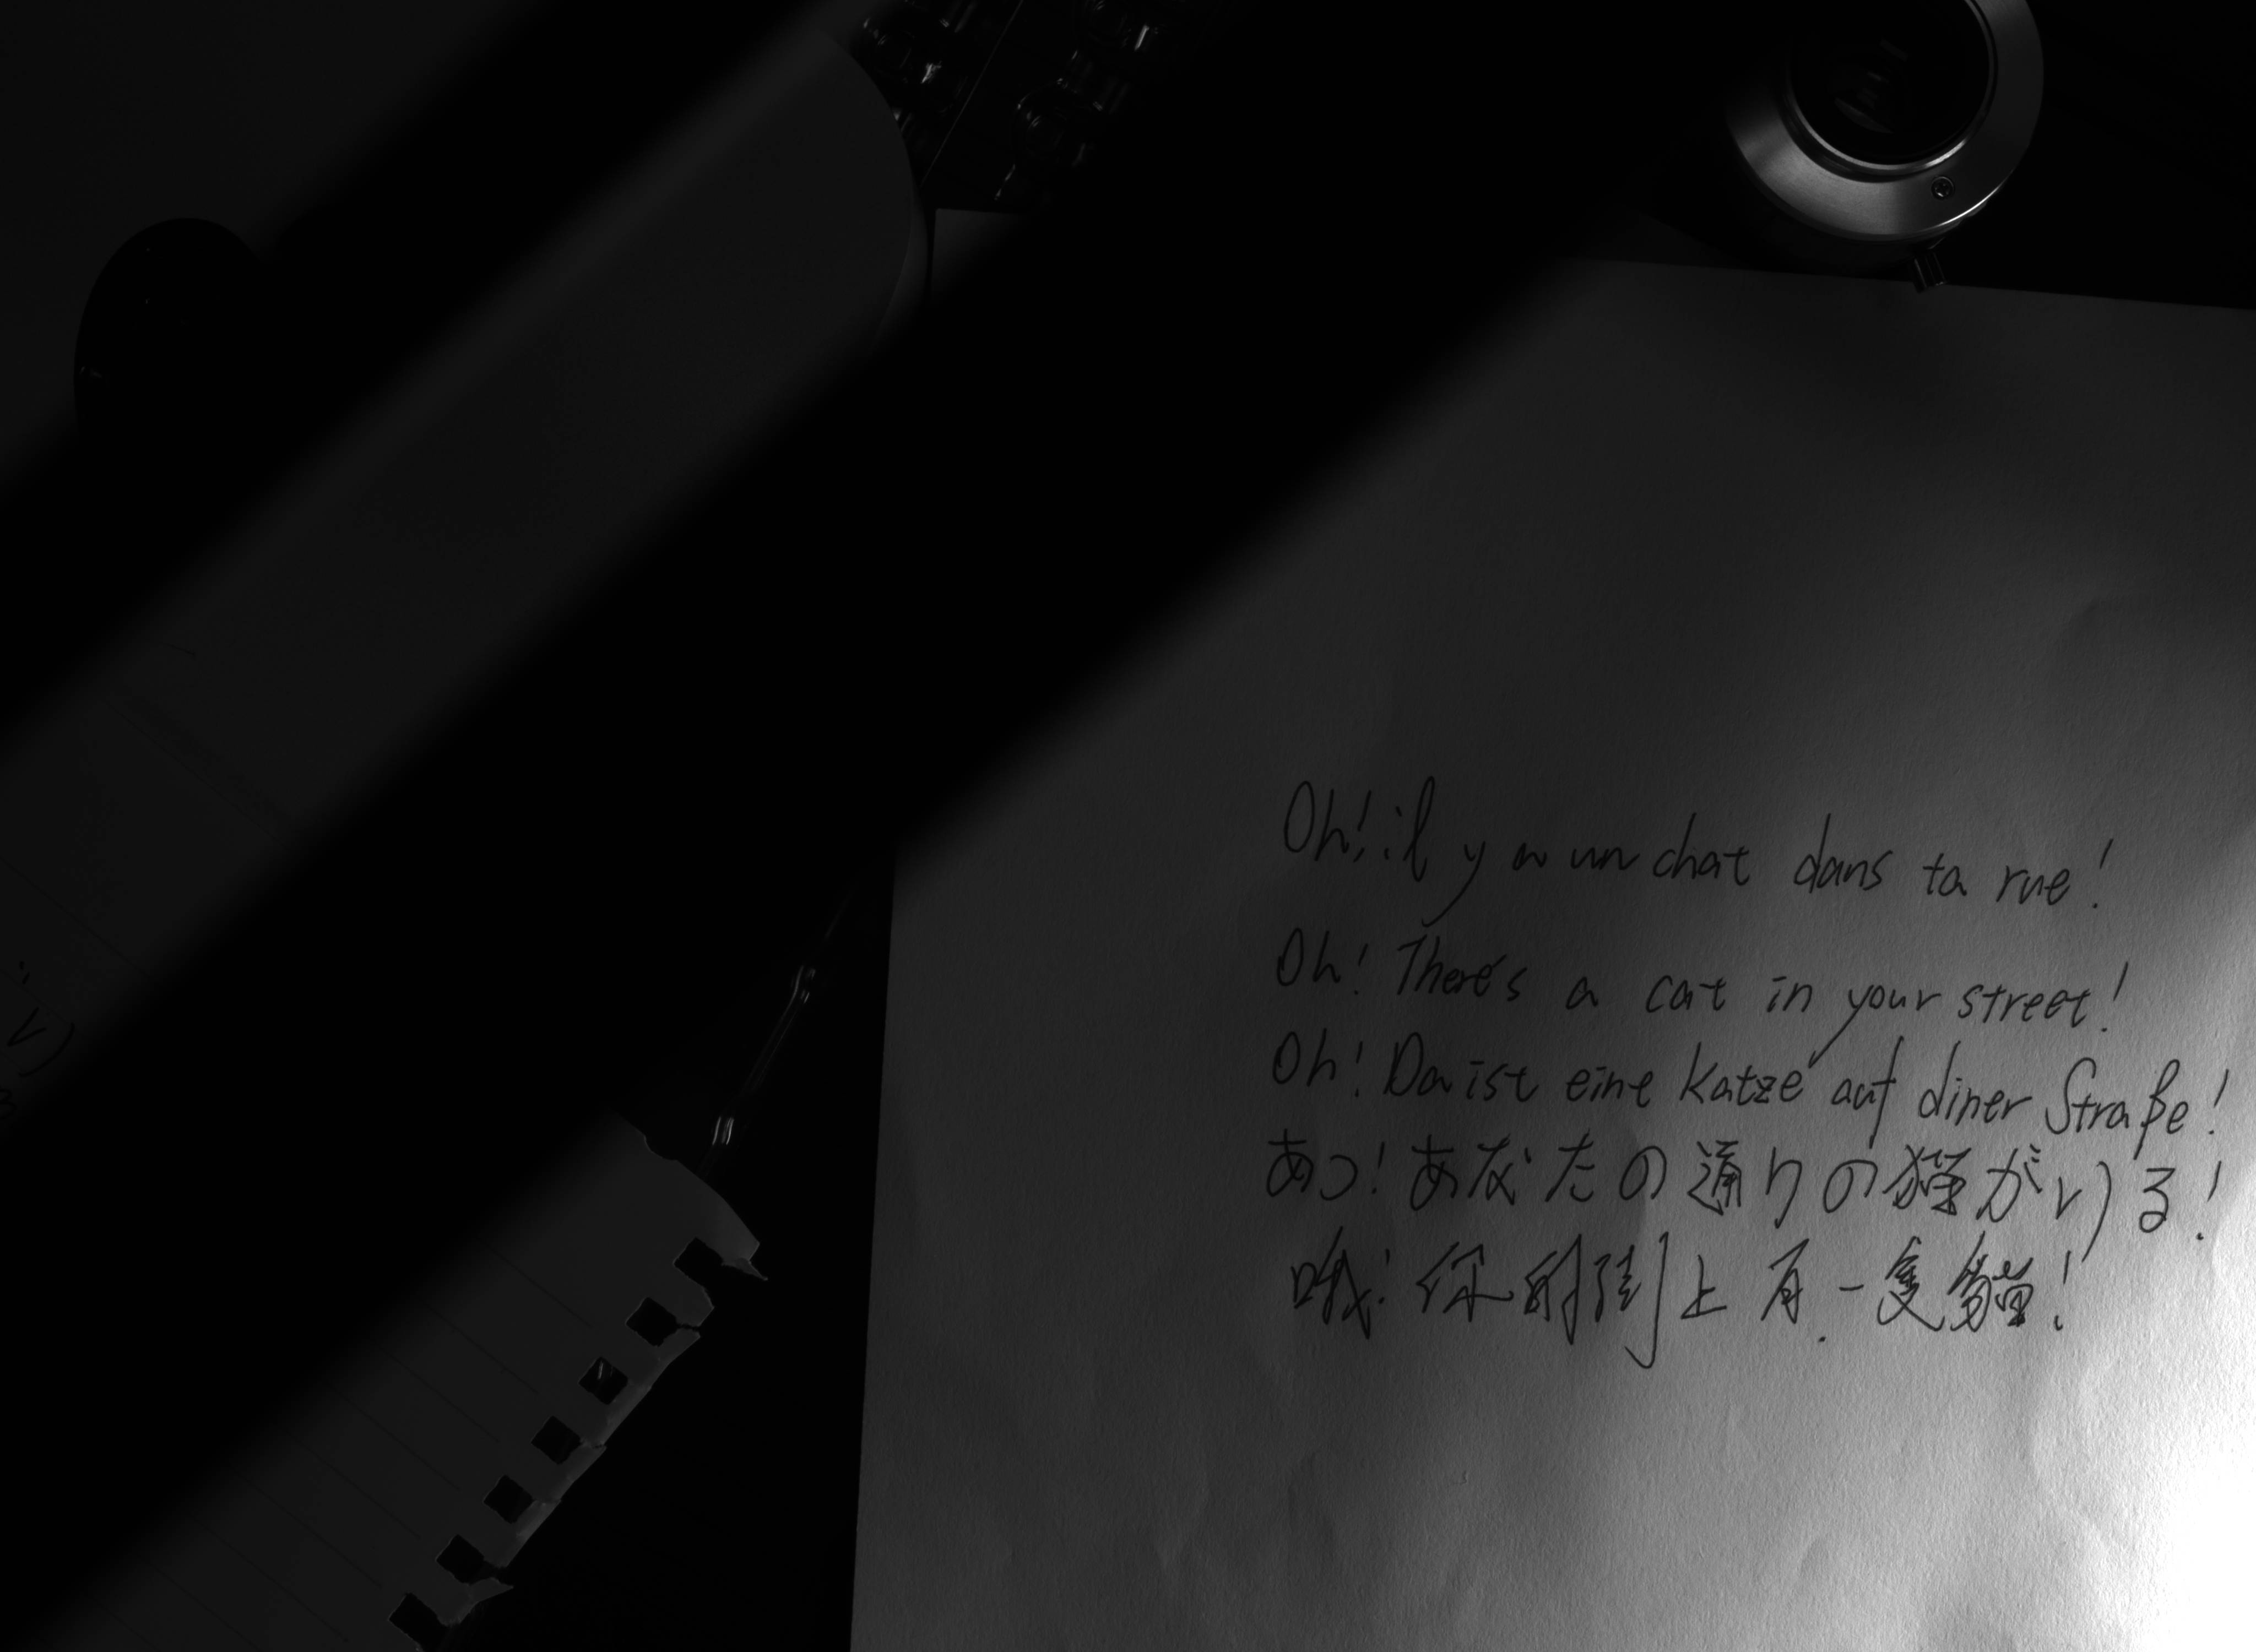 Oh! il y a un chat dans ta rue!
Oh! There's a cat in your street!
Oh! Da ist eine Katze auf diner Straße!
あっ! あなたの通りの猫がいる!
哦! 你的街上有一隻貓!